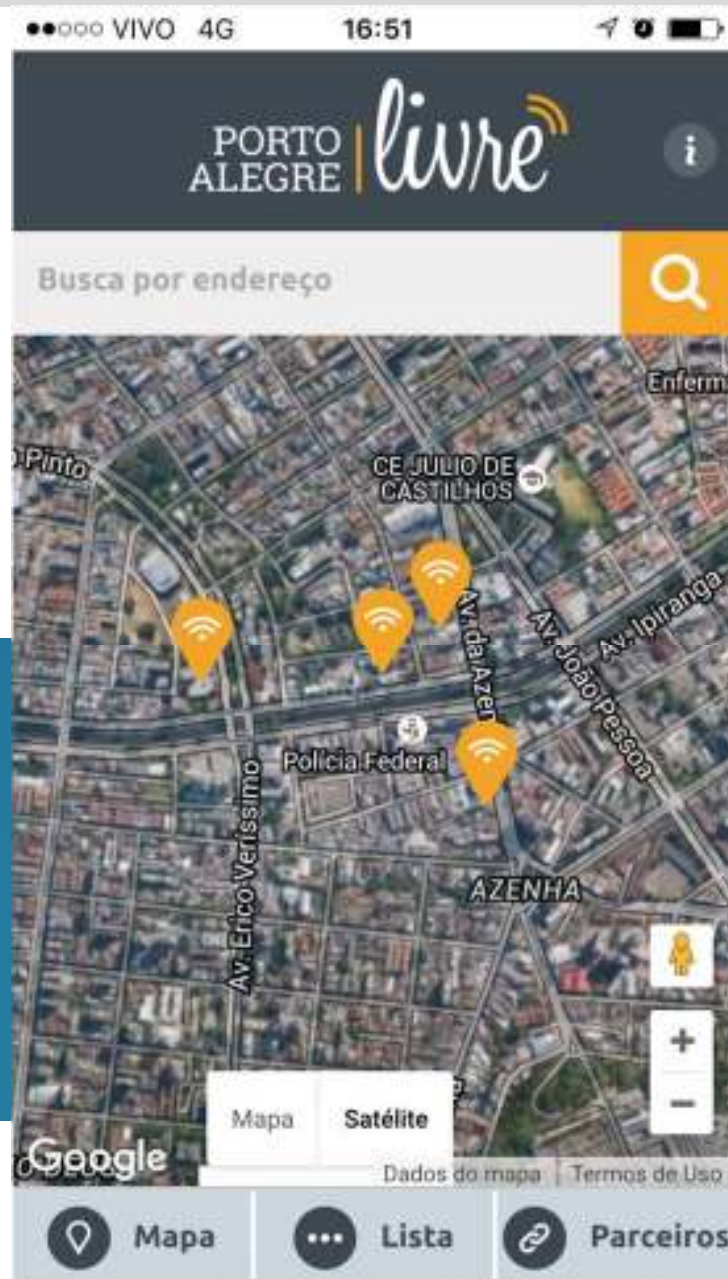 VIVO 4G 16:51
PORTO
ALEGRE
livre
i
Busca por endereço
Enferm
Pinto
CE JULIO DE
CASTILHOS
Av. Ipiranga
Av. da Azen
Av. João Pessoa
Polícia Federal
Av. Erico Veríssimo
AZENHA
+
−
Mapa Satélite
Google
Dados do mapa Termos de Uso
Mapa Lista Parceiros